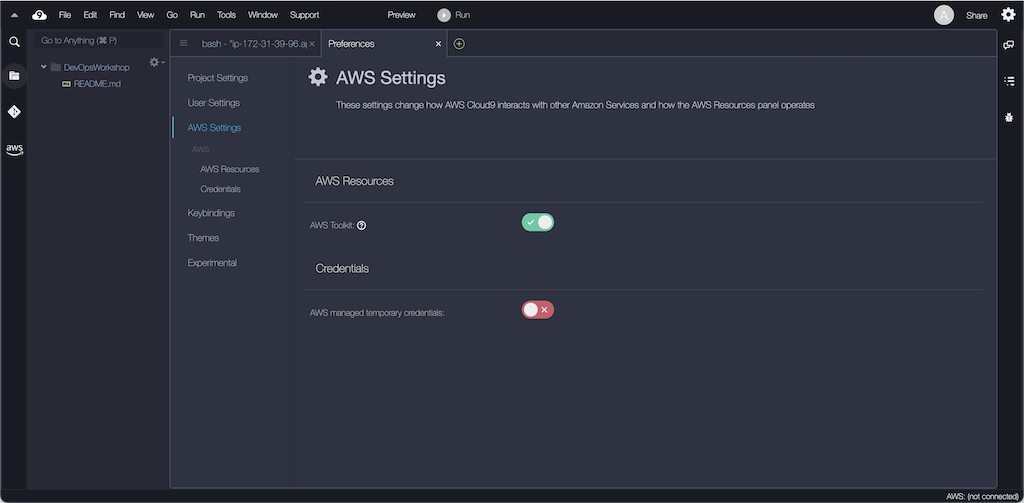 9 File Edit Find View Go Run Tools Window Support Preview Run A Share
Go to Anything (⌘ P)
bash - "ip-172-31-39-96.ap × Preferences ×
DevOpsWorkshop
README.md
aws
Project Settings
User Settings
AWS Settings
AWS
AWS Resources
Credentials
Keybindings
Themes
Experimental
AWS Settings
These settings change how AWS Cloud9 interacts with other Amazon Services and how the AWS Resources panel operates
AWS Resources
AWS Toolkit: ?
Credentials
AWS managed temporary credentials:
AWS: (not connected)